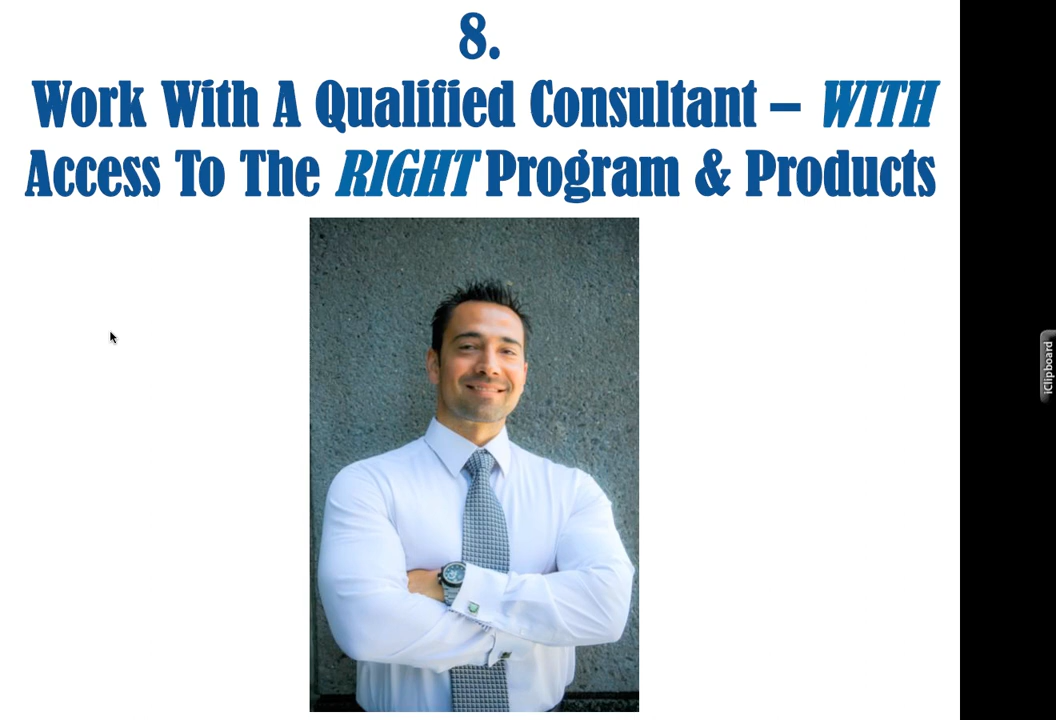 8.
Work With A Qualified Consultant – WITH
Access To The RIGHT Program & Products
iClipboard